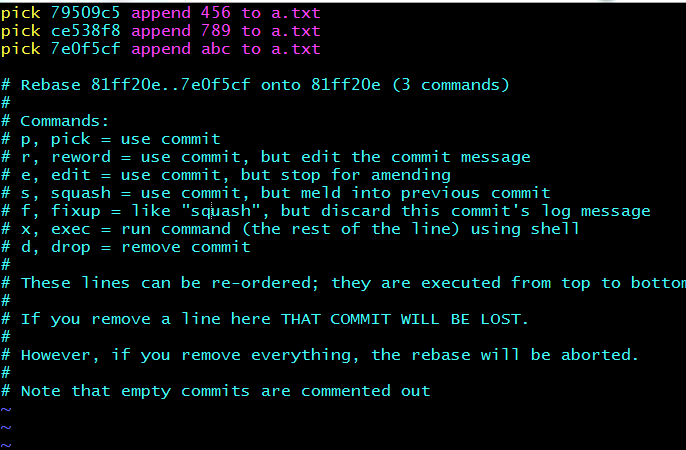 pick 79509c5 append 456 to a.txt
pick ce538f8 append 789 to a.txt
pick 7e0f5cf append abc to a.txt
# Rebase 81ff20e..7e0f5cf onto 81ff20e (3 commands)
#
# Commands:
# p, pick = use commit
# r, reword = use commit, but edit the commit message
# e, edit = use commit, but stop for amending
# s, squash = use commit, but meld into previous commit
# f, fixup = like "squash", but discard this commit's log message
# x, exec = run command (the rest of the line) using shell
# d, drop = remove commit
#
# These lines can be re-ordered; they are executed from top to bottom
#
# If you remove a line here THAT COMMIT WILL BE LOST.
#
# However, if you remove everything, the rebase will be aborted.
#
# Note that empty commits are commented out
~
~
~